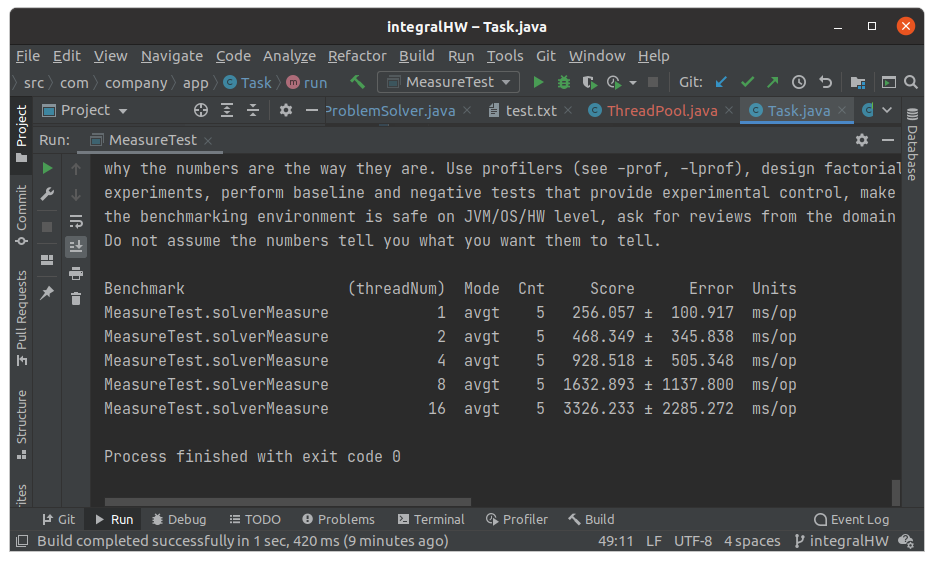 integralHW – Task.java
File Edit View Navigate Code Analyze Refactor Build Run Tools Git Window Help
src com company app Task run MeasureTest Git:
Project ProblemSolver.java test.txt ThreadPool.java Task.java
Run: MeasureTest
why the numbers are the way they are. Use profilers (see -prof, -lprof), design factorial
experiments, perform baseline and negative tests that provide experimental control, make
the benchmarking environment is safe on JVM/OS/HW level, ask for reviews from the domain
Do not assume the numbers tell you what you want them to tell.
Benchmark (threadNum) Mode Cnt Score Error Units
MeasureTest.solverMeasure 1 avgt 5 256.057 ± 100.917 ms/op
MeasureTest.solverMeasure 2 avgt 5 468.349 ± 345.838 ms/op
MeasureTest.solverMeasure 4 avgt 5 928.518 ± 505.348 ms/op
MeasureTest.solverMeasure 8 avgt 5 1632.893 ± 1137.800 ms/op
MeasureTest.solverMeasure 16 avgt 5 3326.233 ± 2285.272 ms/op
Process finished with exit code 0
Project
Commit
Pull Requests
Structure
Database
Git Run Debug TODO Problems Terminal Profiler Build Event Log
Build completed successfully in 1 sec, 420 ms (9 minutes ago) 49:11 LF UTF-8 4 spaces integralHW